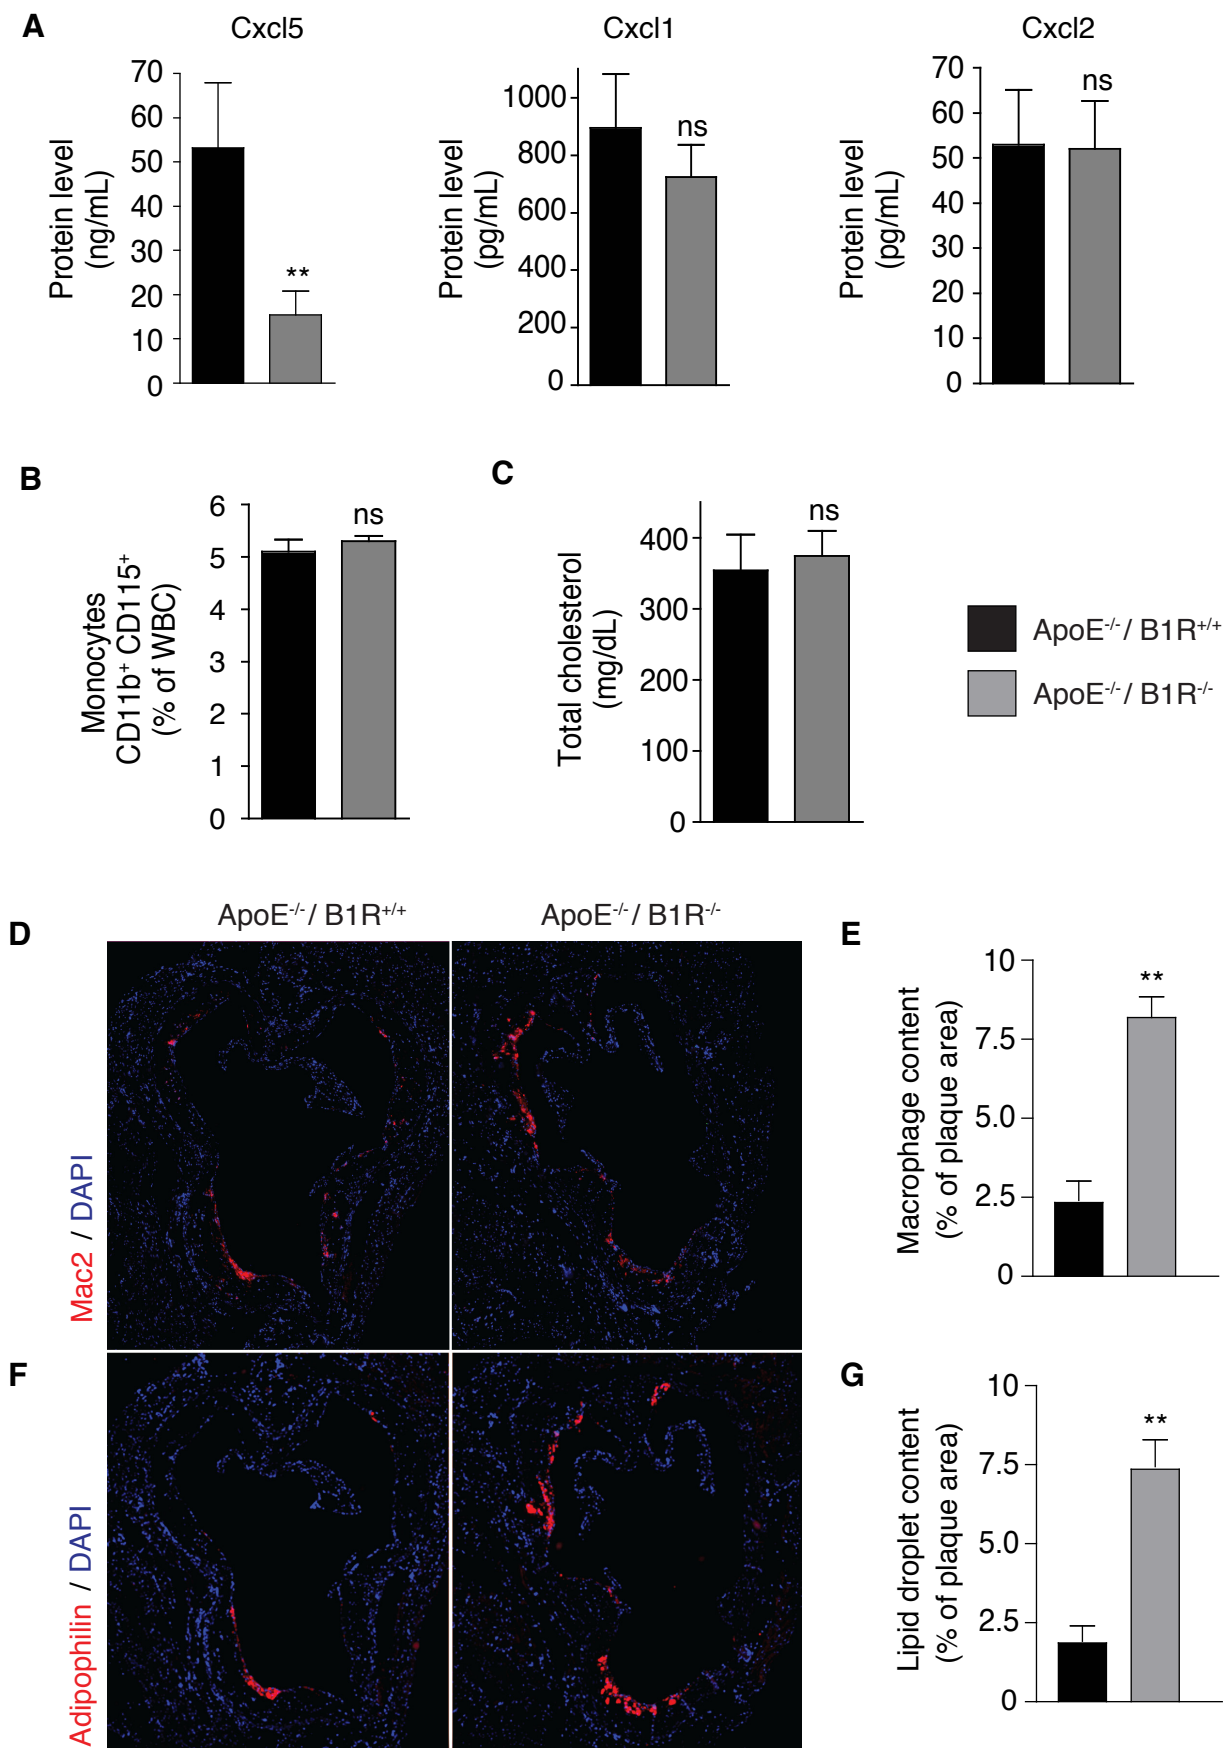 A
Cxcl5
Cxcl1
Cxcl2
Protein level
(ng/mL)
70
60
50
40
30
20
10
0
**
Protein level
(pg/mL)
1000
800
600
400
200
0
ns
Protein level
(pg/mL)
70
60
50
40
30
20
10
0
ns
B
Monocytes
CD11b⁺ CD115⁺
(% of WBC)
6
5
4
3
2
1
0
ns
C
Total cholesterol
(mg/dL)
400
300
200
100
0
ns
ApoE⁻/⁻/ B1R⁺/⁺
ApoE⁻/⁻/ B1R⁻/⁻
D
ApoE⁻/⁻/ B1R⁺/⁺
ApoE⁻/⁻/ B1R⁻/⁻
Mac2 / DAPI
E
Macrophage content
(% of plaque area)
10
7.5
5.0
2.5
0
**
F
Adipophilin / DAPI
G
Lipid droplet content
(% of plaque area)
10
7.5
5.0
2.5
0
**